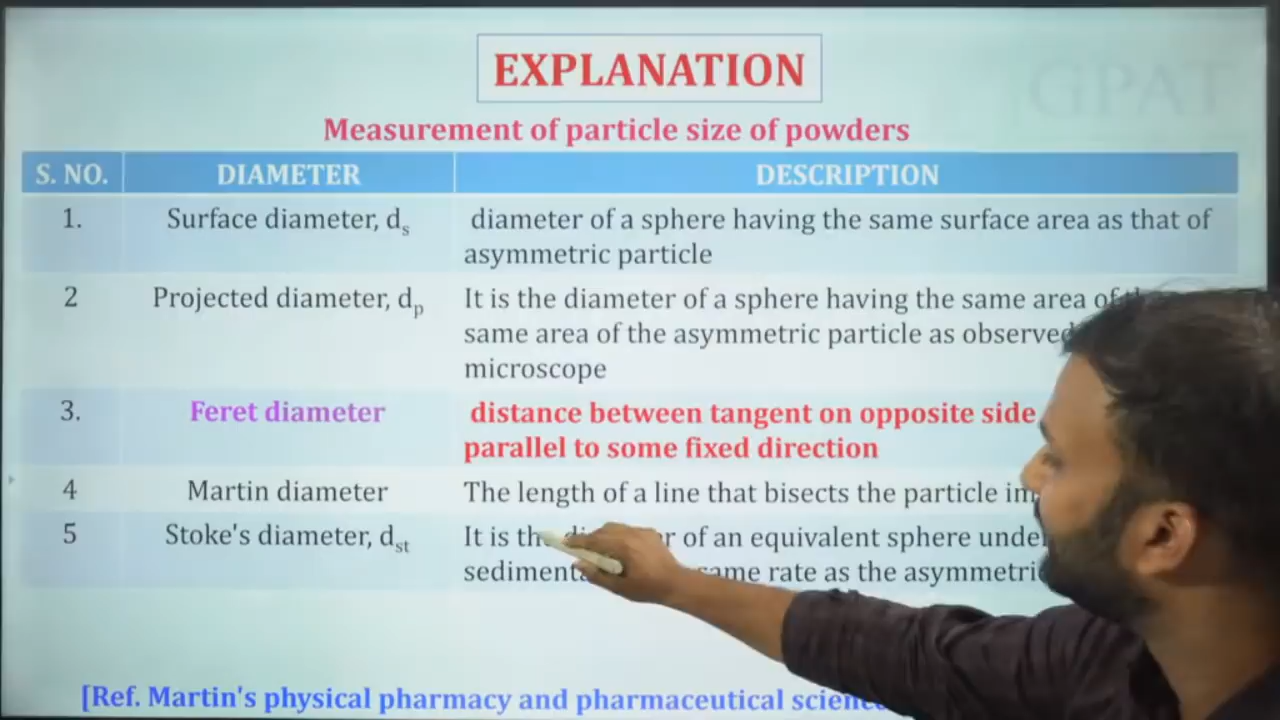 EXPLANATION
GPAT
Measurement of particle size of powders
S. NO. DIAMETER DESCRIPTION
1. Surface diameter, ds diameter of a sphere having the same surface area as that of
asymmetric particle
2 Projected diameter, dp It is the diameter of a sphere having the same area of
same area of the asymmetric particle as observed
microscope
3. Feret diameter distance between tangent on opposite side
parallel to some fixed direction
4 Martin diameter The length of a line that bisects the particle
5 Stoke's diameter, dst It is of an equivalent sphere
same rate as the
[Ref. Martin's physical pharmacy and pharmaceutical